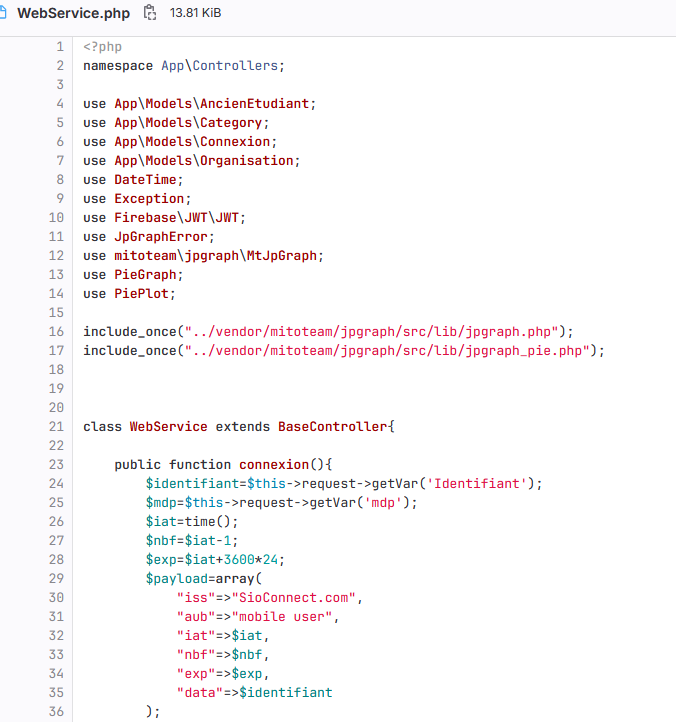 WebService.php 13.81 KiB
1 <?php
2 namespace App\Controllers;
3
4 use App\Models\AncienEtudiant;
5 use App\Models\Category;
6 use App\Models\Connexion;
7 use App\Models\Organisation;
8 use DateTime;
9 use Exception;
10 use Firebase\JWT\JWT;
11 use JpGraphError;
12 use mitoteam\jpgraph\MtJpGraph;
13 use PieGraph;
14 use PiePlot;
15
16 include_once("../vendor/mitoteam/jpgraph/src/lib/jpgraph.php");
17 include_once("../vendor/mitoteam/jpgraph/src/lib/jpgraph_pie.php");
18
19
20
21 class WebService extends BaseController{
22
23     public function connexion(){
24         $identifiant=$this->request->getVar('Identifiant');
25         $mdp=$this->request->getVar('mdp');
26         $iat=time();
27         $nbf=$iat-1;
28         $exp=$iat+3600*24;
29         $payload=array(
30             "iss"=>"SioConnect.com",
31             "aub"=>"mobile user",
32             "iat"=>$iat,
33             "nbf"=>$nbf,
34             "exp"=>$exp,
35             "data"=>$identifiant
36         );